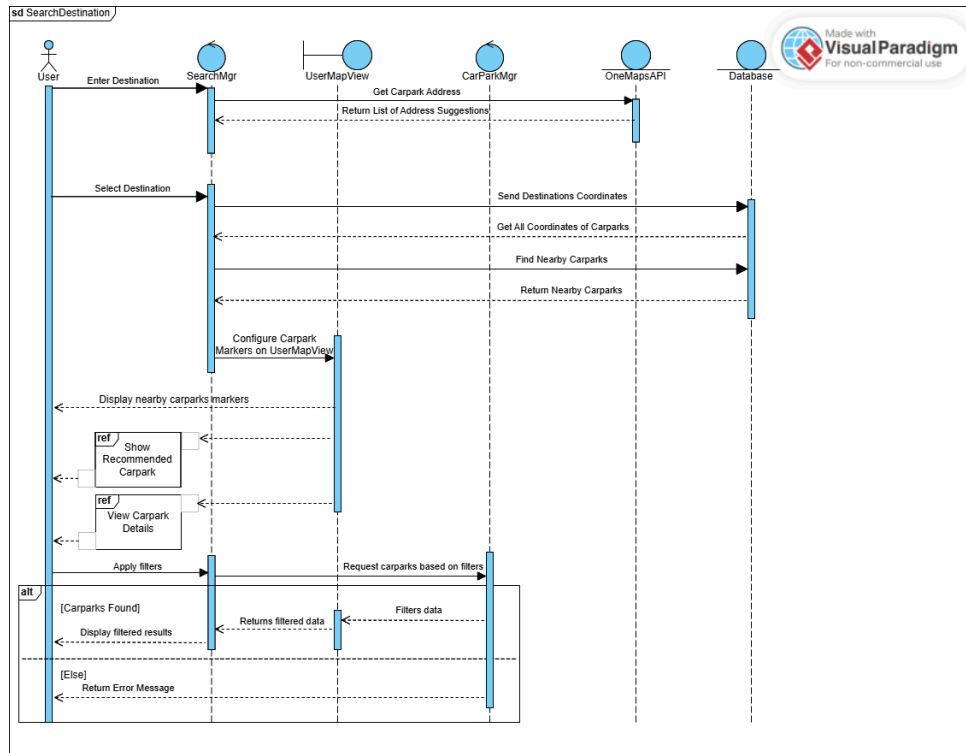 sd SearchDestination
Made with
Visual Paradigm
For non-commercial use
User
SearchMgr
UserMapView
CarParkMgr
OneMapsAPI
Database
Enter Destination
Get Carpark Address
Return List of Address Suggestions
Select Destination
Send Destinations Coordinates
Get All Coordinates of Carparks
Find Nearby Carparks
Return Nearby Carparks
Configure Carpark
Markers on UserMapView
Display nearby carparks markers
ref
Show
Recommended
Carpark
ref
View Carpark
Details
Apply filters
Request carparks based on filters
alt
[Carparks Found]
Filters data
Returns filtered data
Display filtered results
[Else]
Return Error Message